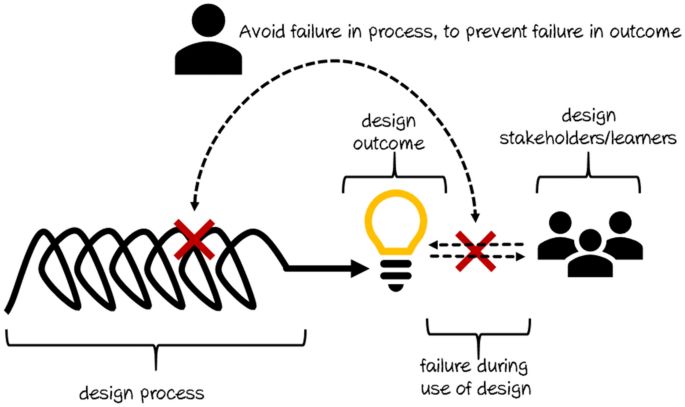 Avoid failure in process, to prevent failure in outcome
design
outcome
design
stakeholders/learners
design process
failure during
use of design